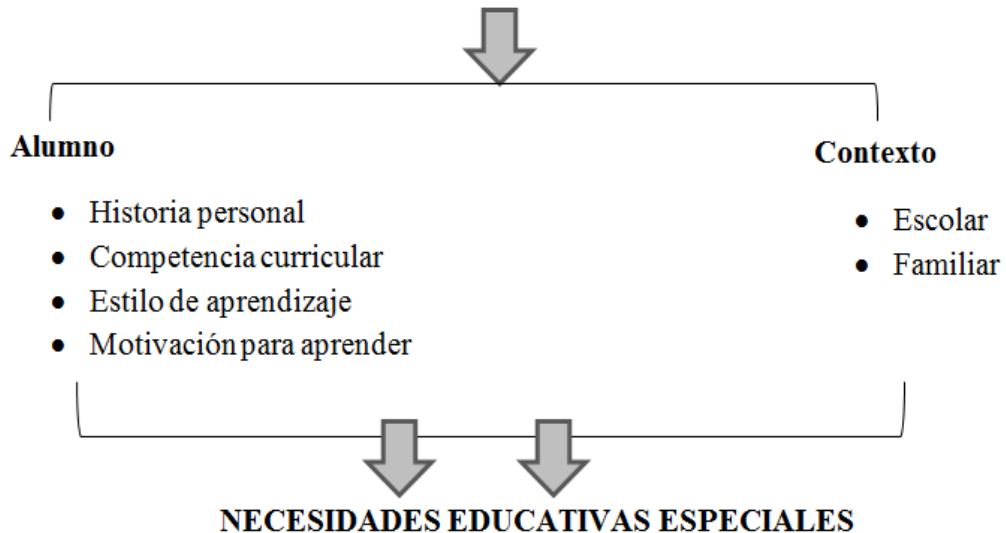 Alumno
• Historia personal
• Competencia curricular
• Estilo de aprendizaje
• Motivación para aprender
Contexto
• Escolar
• Familiar
NECESIDADES EDUCATIVAS ESPECIALES